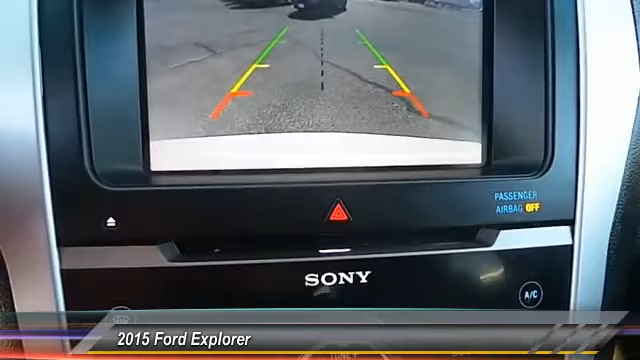 PASSENGER
AIRBAG OFF
SONY
A/C
2015 Ford Explorer